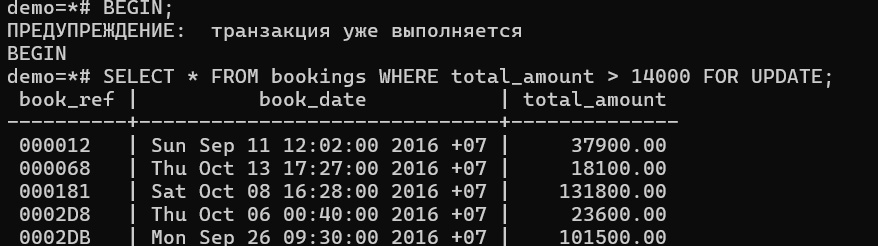 demo=*# BEGIN;
ПРЕДУПРЕЖДЕНИЕ:  транзакция уже выполняется
BEGIN
demo=*# SELECT * FROM bookings WHERE total_amount > 14000 FOR UPDATE;
 book_ref |          book_date           | total_amount
----------+------------------------------+--------------
 000012   | Sun Sep 11 12:02:00 2016 +07 |     37900.00
 000068   | Thu Oct 13 17:27:00 2016 +07 |     18100.00
 000181   | Sat Oct 08 16:28:00 2016 +07 |    131800.00
 0002D8   | Thu Oct 06 00:40:00 2016 +07 |     23600.00
 0002DB   | Mon Sep 26 09:30:00 2016 +07 |    101500.00